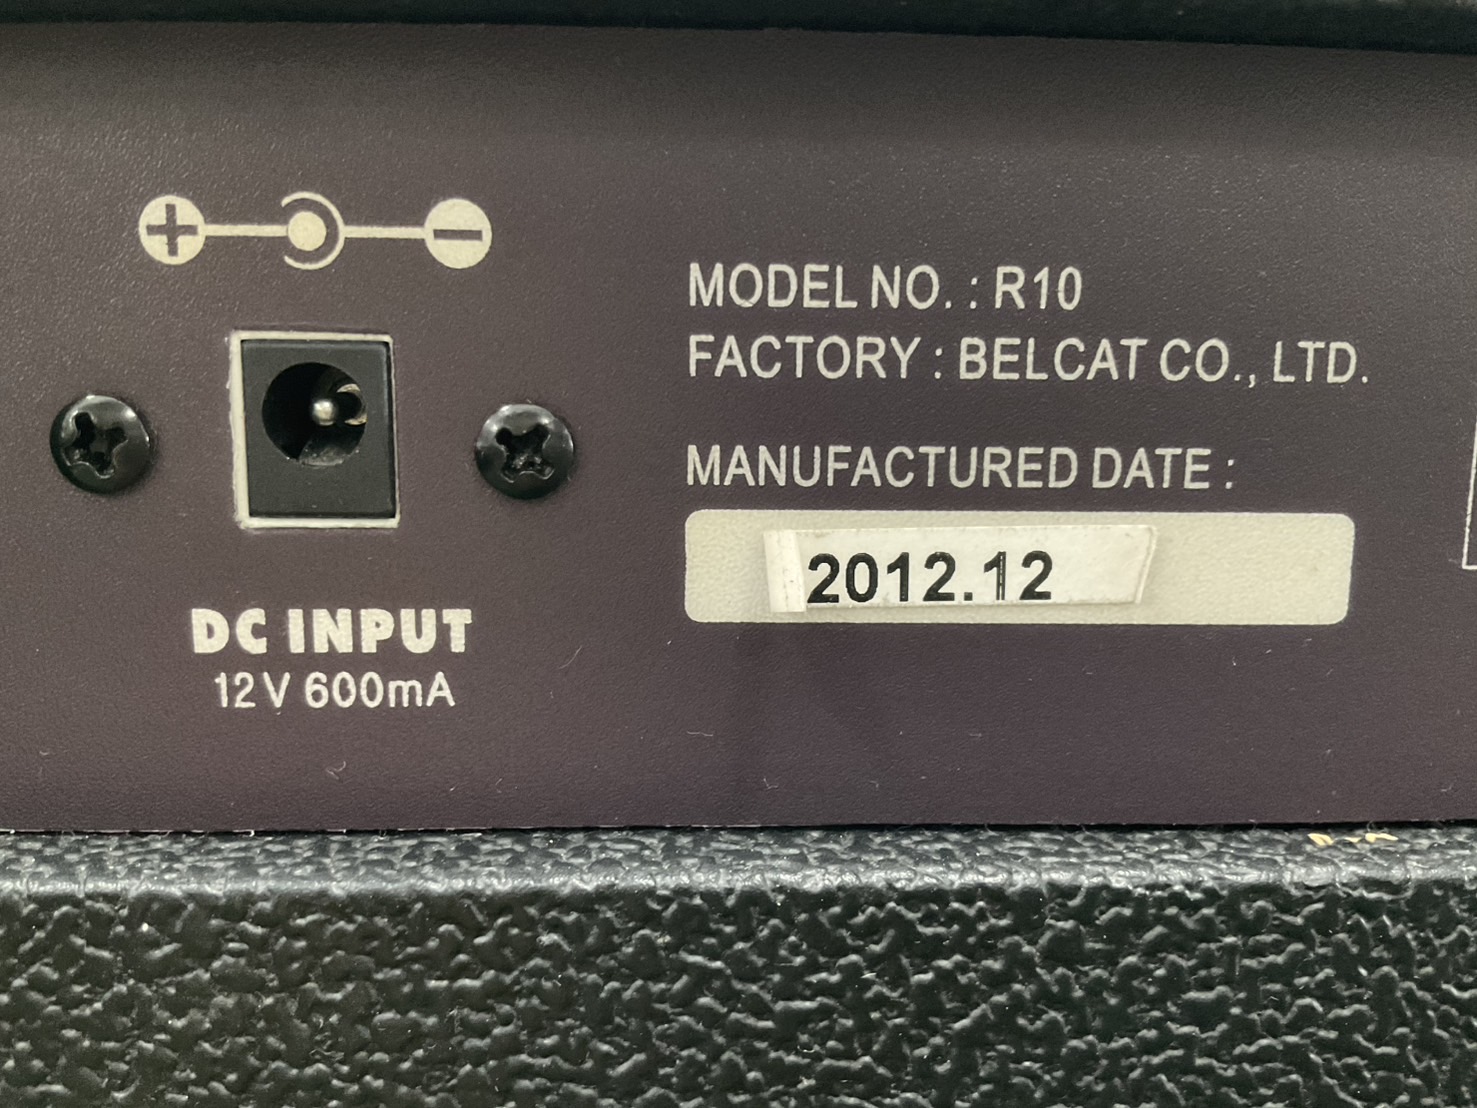 MODEL NO. : R10
FACTORY : BELCAT CO., LTD.
MANUFACTURED DATE :
2012.12
DC INPUT
12V 600mA